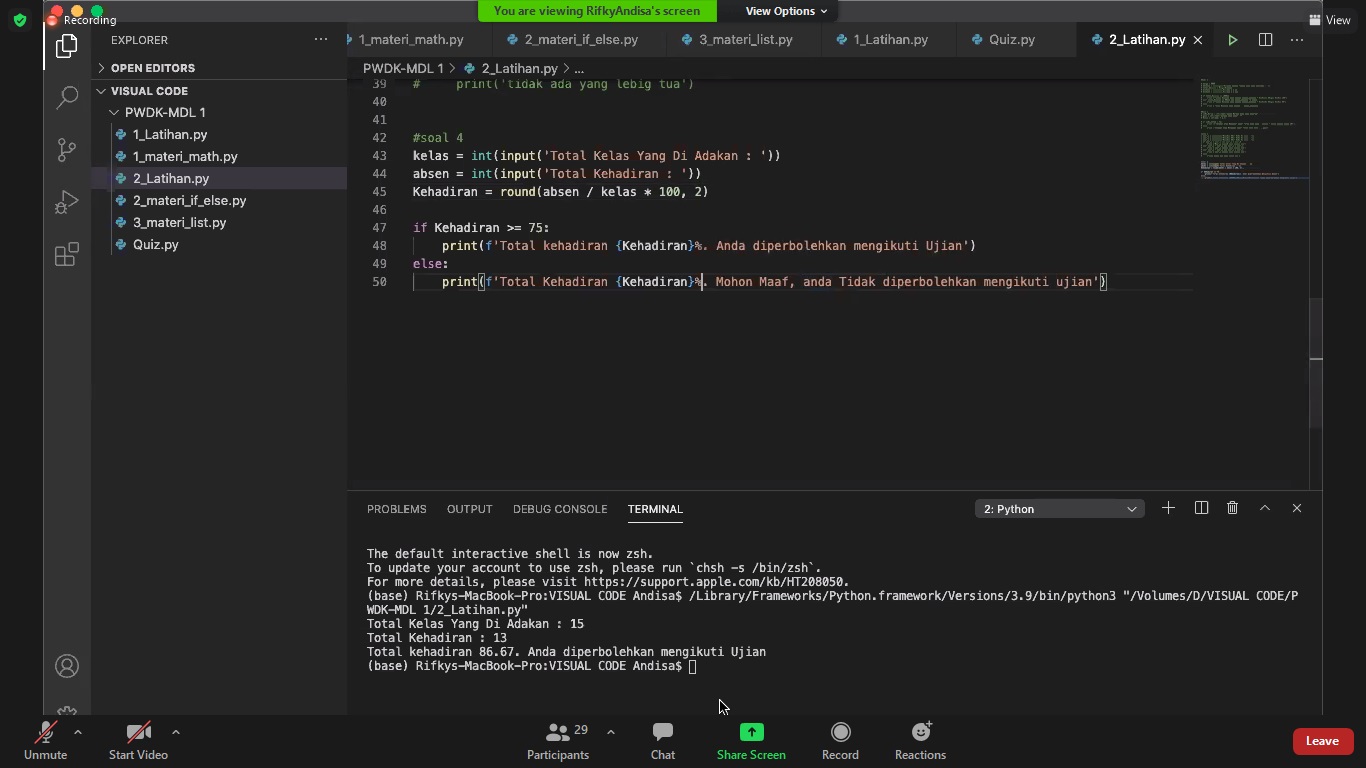 Recording
You are viewing RifkyAndisa's screen
View Options
View
EXPLORER
1_materi_math.py
2_materi_if_else.py
3_materi_list.py
1_Latihan.py
Quiz.py
2_Latihan.py
OPEN EDITORS
PWDK-MDL 1 > 2_Latihan.py > ...
VISUAL CODE
PWDK-MDL 1
1_Latihan.py
1_materi_math.py
2_Latihan.py
2_materi_if_else.py
3_materi_list.py
Quiz.py
39 # print('tidak ada yang lebig tua')
40
41
42 #soal 4
43 kelas = int(input('Total Kelas Yang Di Adakan : '))
44 absen = int(input('Total Kehadiran : '))
45 Kehadiran = round(absen / kelas * 100, 2)
46
47 if Kehadiran >= 75:
48 print(f'Total kehadiran {Kehadiran}%. Anda diperbolehkan mengikuti Ujian')
49 else:
50 print(f'Total Kehadiran {Kehadiran}%. Mohon Maaf, anda Tidak diperbolehkan mengikuti ujian')
PROBLEMS OUTPUT DEBUG CONSOLE TERMINAL
2: Python
The default interactive shell is now zsh.
To update your account to use zsh, please run `chsh -s /bin/zsh`.
For more details, please visit https://support.apple.com/kb/HT208050.
(base) Rifkys-MacBook-Pro:VISUAL CODE Andisa$ /Library/Frameworks/Python.framework/Versions/3.9/bin/python3 "/Volumes/D/VISUAL CODE/P
WDK-MDL 1/2_Latihan.py"
Total Kelas Yang Di Adakan : 15
Total Kehadiran : 13
Total kehadiran 86.67. Anda diperbolehkan mengikuti Ujian
(base) Rifkys-MacBook-Pro:VISUAL CODE Andisa$
Unmute
Start Video
29
Participants
Chat
Share Screen
Record
Reactions
Leave